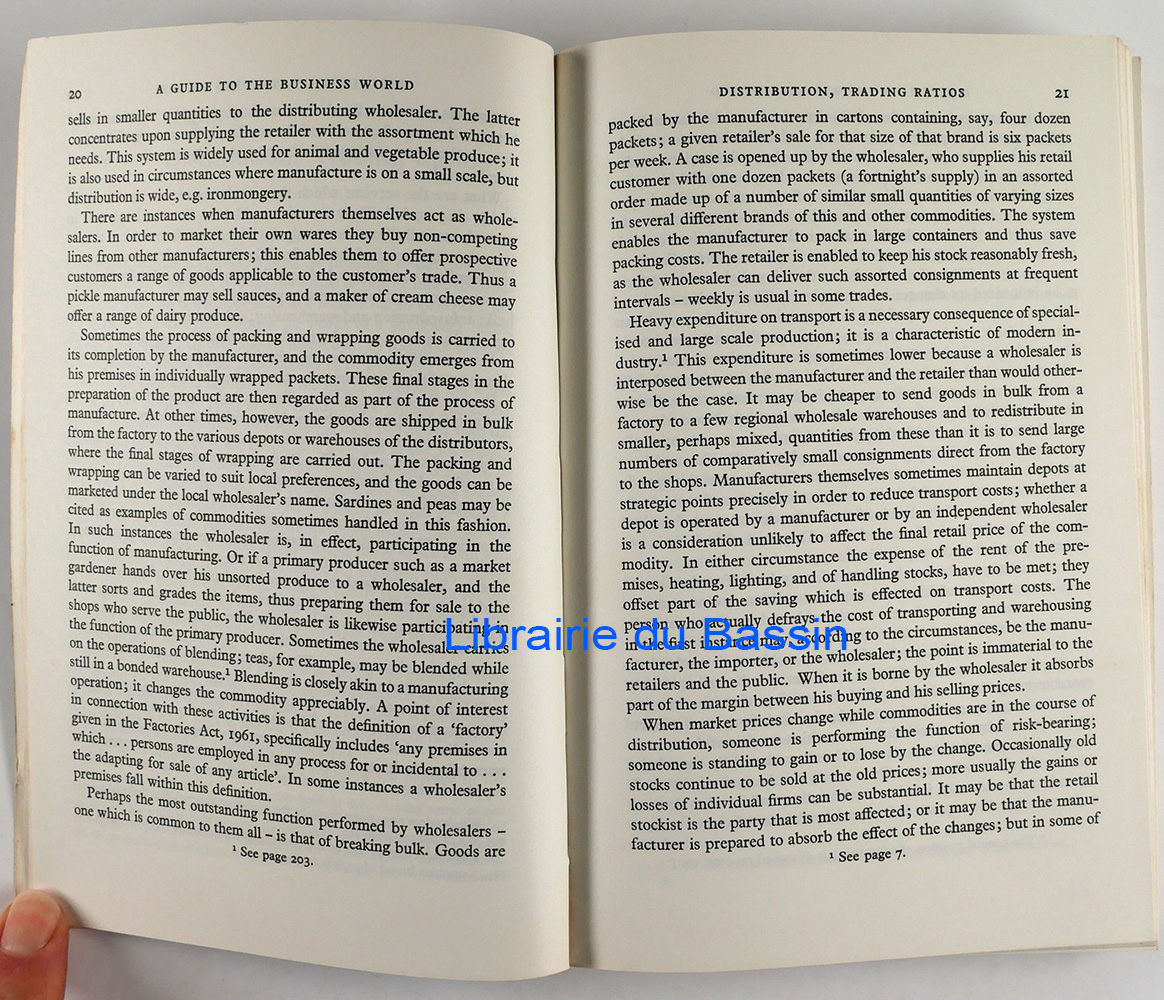 20 A GUIDE TO THE BUSINESS WORLD
sells in smaller quantities to the distributing wholesaler. The latter
concentrates upon supplying the retailer with the assortment which he
needs. This system is widely used for animal and vegetable produce; it
is also used in circumstances where manufacture is on a small scale, but
distribution is wide, e.g. ironmongery.
There are instances when manufacturers themselves act as whole-
salers. In order to market their own wares they buy non-competing
lines from other manufacturers; this enables them to offer prospective
customers a range of goods applicable to the customer's trade. Thus a
pickle manufacturer may sell sauces, and a maker of cream cheese may
offer a range of dairy produce.
Sometimes the process of packing and wrapping goods is carried to
its completion by the manufacturer, and the commodity emerges from
his premises in individually wrapped packets. These final stages in the
preparation of the product are then regarded as part of the process of
manufacture. At other times, however, the goods are shipped in bulk
from the factory to the various depots or warehouses of the distributors,
where the final stages of wrapping are carried out. The packing and
wrapping can be varied to suit local preferences, and the goods can be
marketed under the local wholesaler's name. Sardines and peas may be
cited as examples of commodities sometimes handled in this fashion.
In such instances the wholesaler is, in effect, participating in the
function of manufacturing. Or if a primary producer such as a market
gardener hands over his unsorted produce to a wholesaler, and the
latter sorts and grades the items, thus preparing them for sale to the
shops who serve the public, the wholesaler is likewise participating in
the function of the primary producer. Sometimes the wholesaler carries
on the operations of blending; teas, for example, may be blended while
still in a bonded warehouse.¹ Blending is closely akin to a manufacturing
operation; it changes the commodity appreciably. A point of interest
in connection with these activities is that the definition of a 'factory'
given in the Factories Act, 1961, specifically includes 'any premises in
which . . . persons are employed in any process for or incidental to . . .
the adapting for sale of any article'. In some instances a wholesaler's
premises fall within this definition.
Perhaps the most outstanding function performed by wholesalers –
one which is common to them all – is that of breaking bulk. Goods are
¹ See page 203.
DISTRIBUTION, TRADING RATIOS 21
packed by the manufacturer in cartons containing, say, four dozen
packets; a given retailer's sale for that size of that brand is six packets
per week. A case is opened up by the wholesaler, who supplies his retail
customer with one dozen packets (a fortnight's supply) in an assorted
order made up of a number of similar small quantities of varying sizes
in several different brands of this and other commodities. The system
enables the manufacturer to pack in large containers and thus save
packing costs. The retailer is enabled to keep his stock reasonably fresh,
as the wholesaler can deliver such assorted consignments at frequent
intervals – weekly is usual in some trades.
Heavy expenditure on transport is a necessary consequence of special-
ised and large scale production; it is a characteristic of modern in-
dustry.¹ This expenditure is sometimes lower because a wholesaler is
interposed between the manufacturer and the retailer than would other-
wise be the case. It may be cheaper to send goods in bulk from a
factory to a few regional wholesale warehouses and to redistribute in
smaller, perhaps mixed, quantities from these than it is to send large
numbers of comparatively small consignments direct from the factory
to the shops. Manufacturers themselves sometimes maintain depots at
strategic points precisely in order to reduce transport costs; whether a
depot is operated by a manufacturer or by an independent wholesaler
is a consideration unlikely to affect the final retail price of the com-
modity. In either circumstance the expense of the rent of the pre-
mises, heating, lighting, and of handling stocks, have to be met; they
offset part of the saving which is effected on transport costs. The
person who actually defrays the cost of transporting and warehousing
in the first instance may, according to the circumstances, be the manu-
facturer, the importer, or the wholesaler; the point is immaterial to the
retailers and the public. When it is borne by the wholesaler it absorbs
part of the margin between his buying and his selling prices.
When market prices change while commodities are in the course of
distribution, someone is performing the function of risk-bearing;
someone is standing to gain or to lose by the change. Occasionally old
stocks continue to be sold at the old prices; more usually the gains or
losses of individual firms can be substantial. It may be that the retail
stockist is the party that is most affected; or it may be that the manu-
facturer is prepared to absorb the effect of the changes; but in some of
¹ See page 7.
Librairie du Bassin